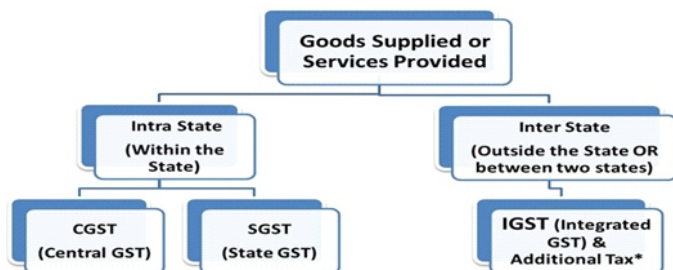 Goods Supplied or
Services Provided
Intra State
(Within the
State)
Inter State
(Outside the State OR
between two states)
CGST
(Central GST)
SGST
(State GST)
IGST (Integrated
GST) &
Additional Tax*